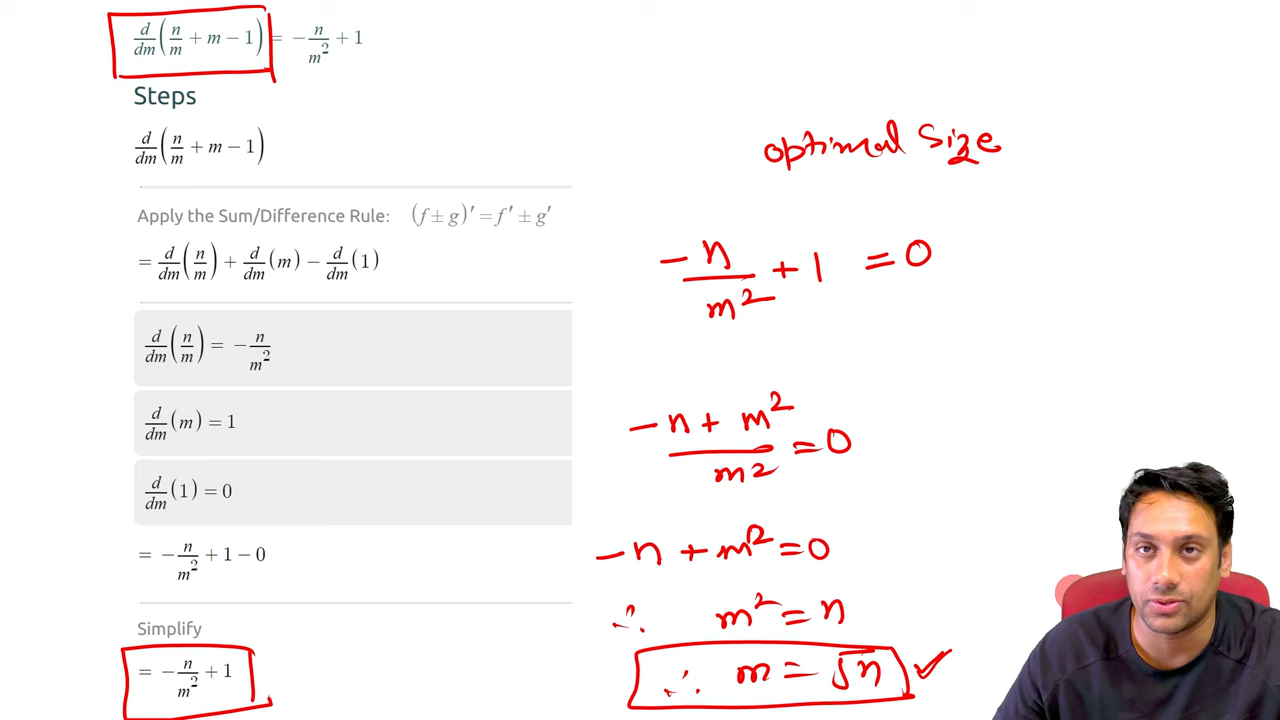 d/dm(n/m + m − 1) = −n/m² + 1
Steps
d/dm(n/m + m − 1)
Apply the Sum/Difference Rule: (f ± g)′ = f′ ± g′
= d/dm(n/m) + d/dm(m) − d/dm(1)
d/dm(n/m) = −n/m²
d/dm(m) = 1
d/dm(1) = 0
= −n/m² + 1 − 0
Simplify
= −n/m² + 1
optimal Size
−n/m² + 1 = 0
(−n + m²)/m² = 0
−n + m² = 0
∴ m² = n
∴ m = √n ✓